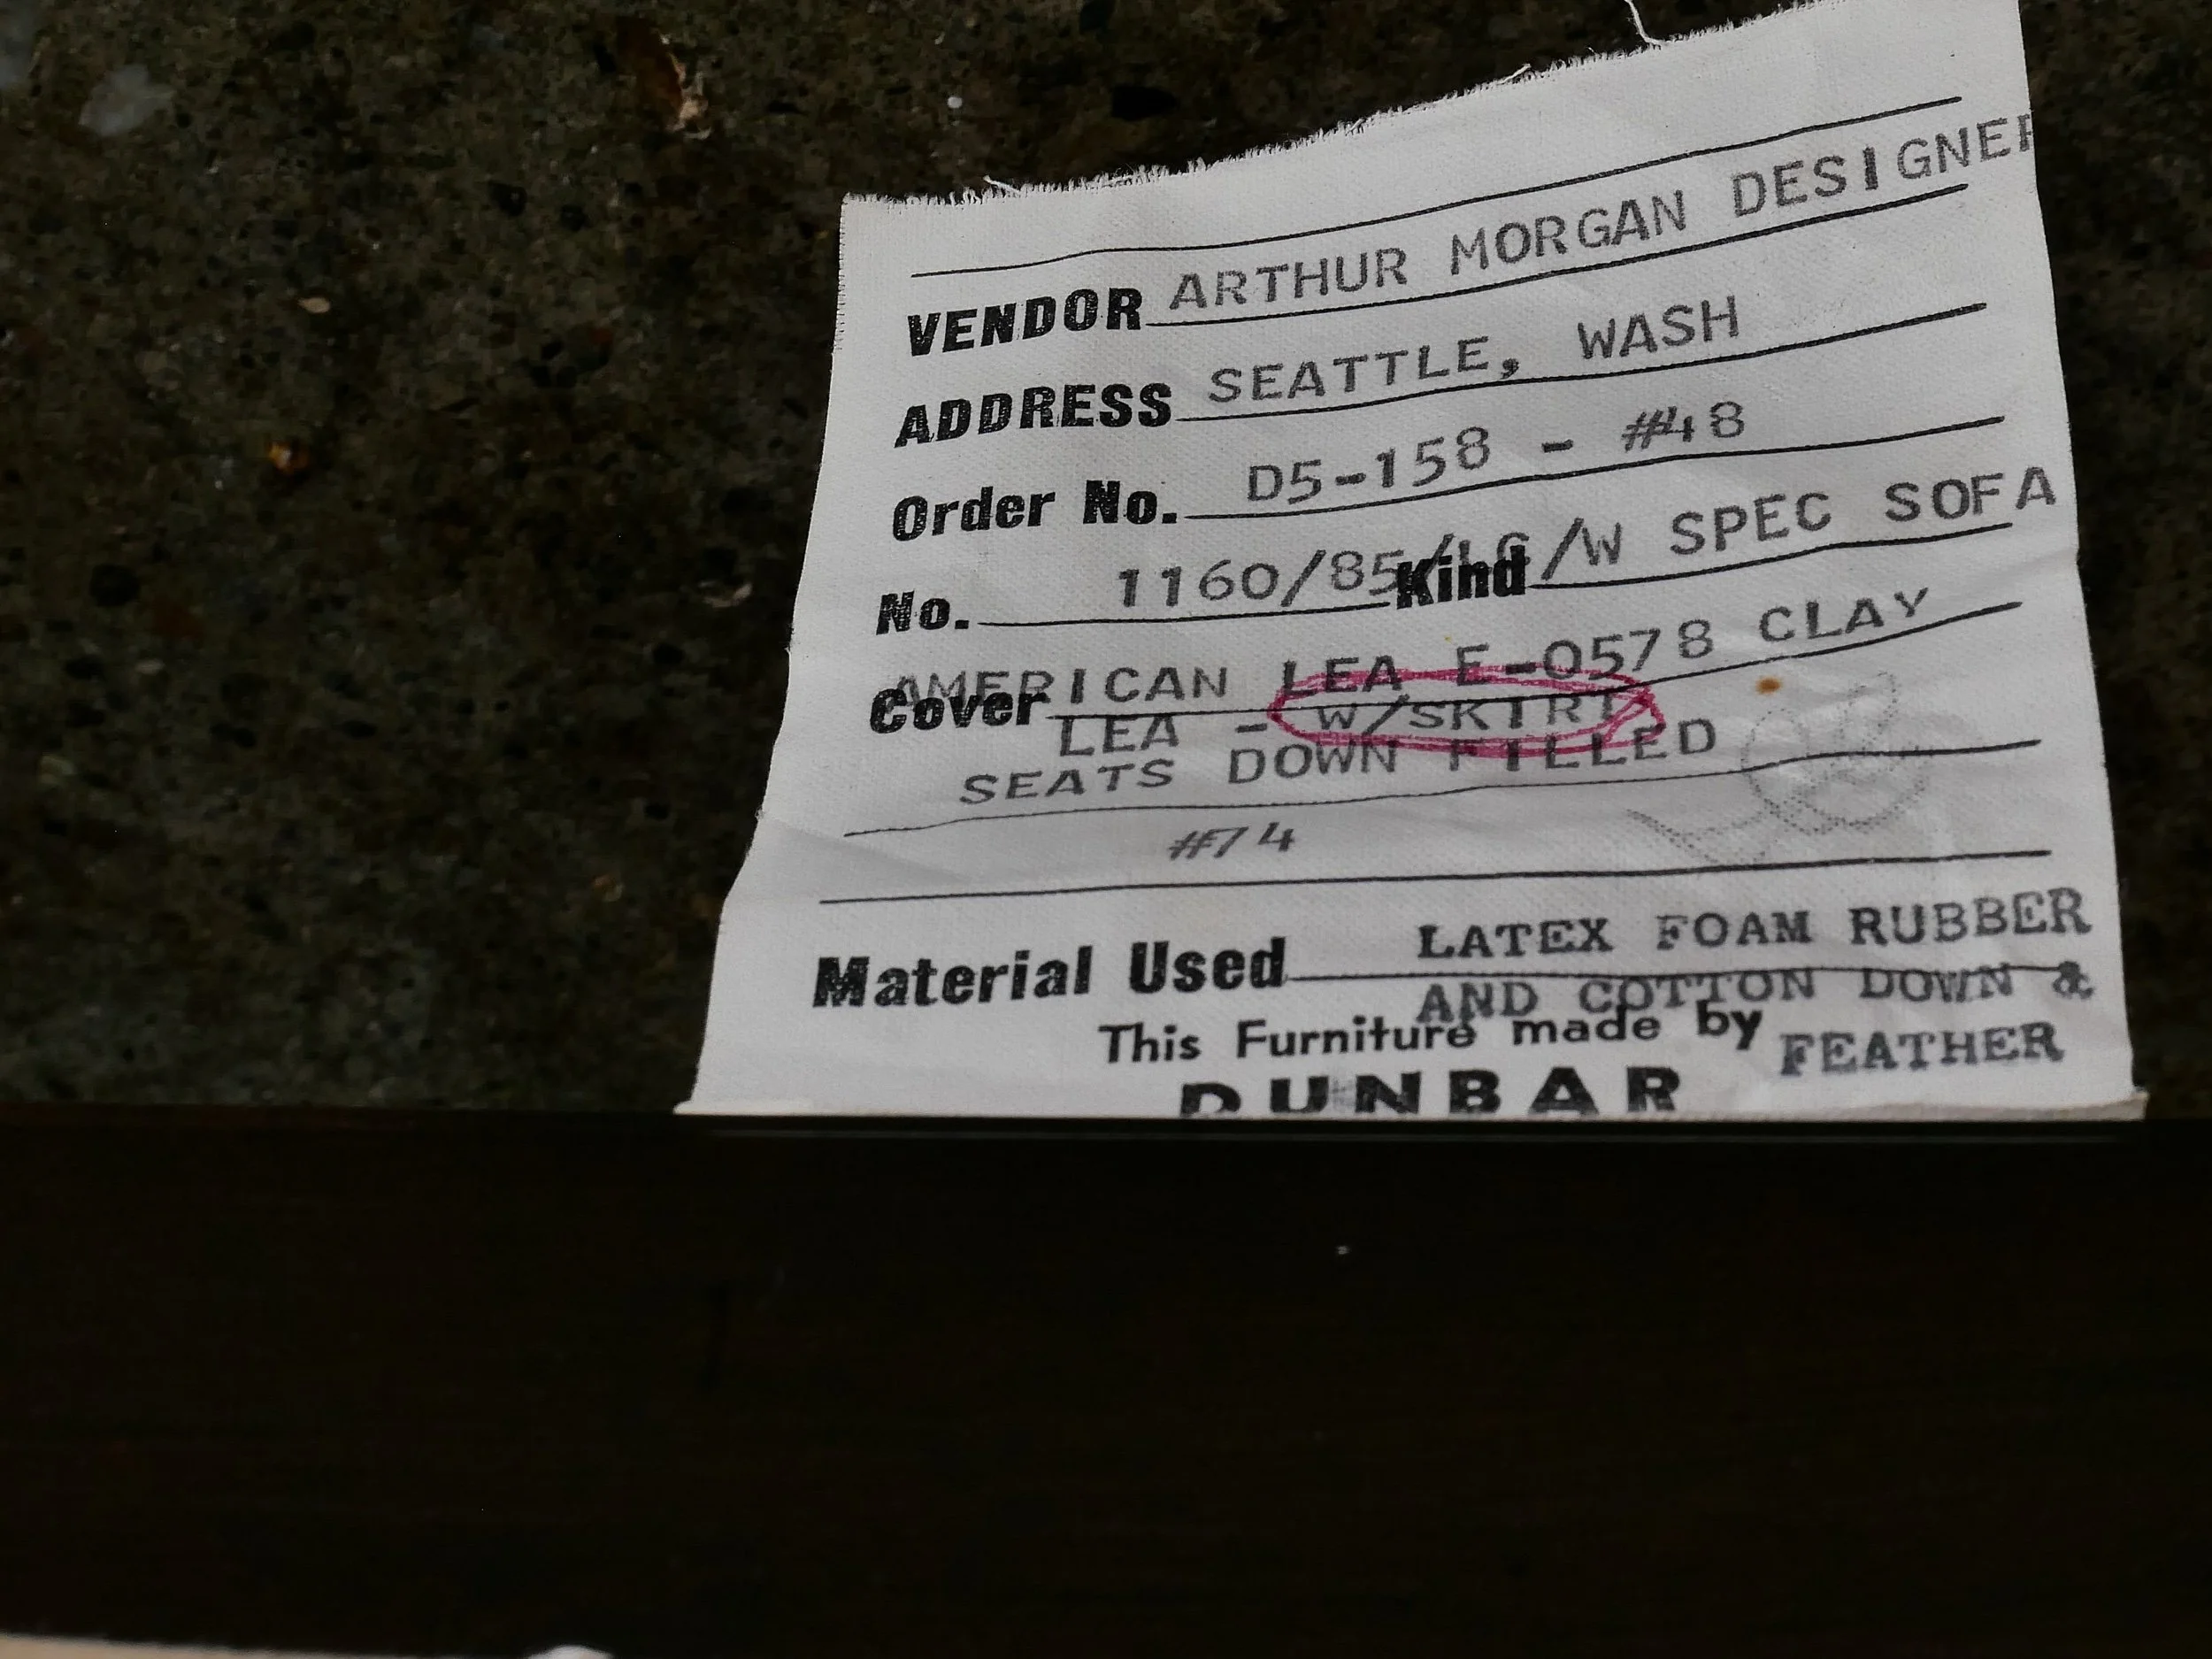 VENDOR ARTHUR MORGAN DESIGNER
ADDRESS SEATTLE, WASH
Order No. D5-158 - #48
No. 1160/85/LC/W SPEC SOFA
Kind
AMERICAN LEA E-0578 CLAY
Cover
LEA - W/SKIRT
SEATS DOWN FILLED
#74
Material Used LATEX FOAM RUBBER
AND COTTON DOWN &
This Furniture made by FEATHER
DUNBAR